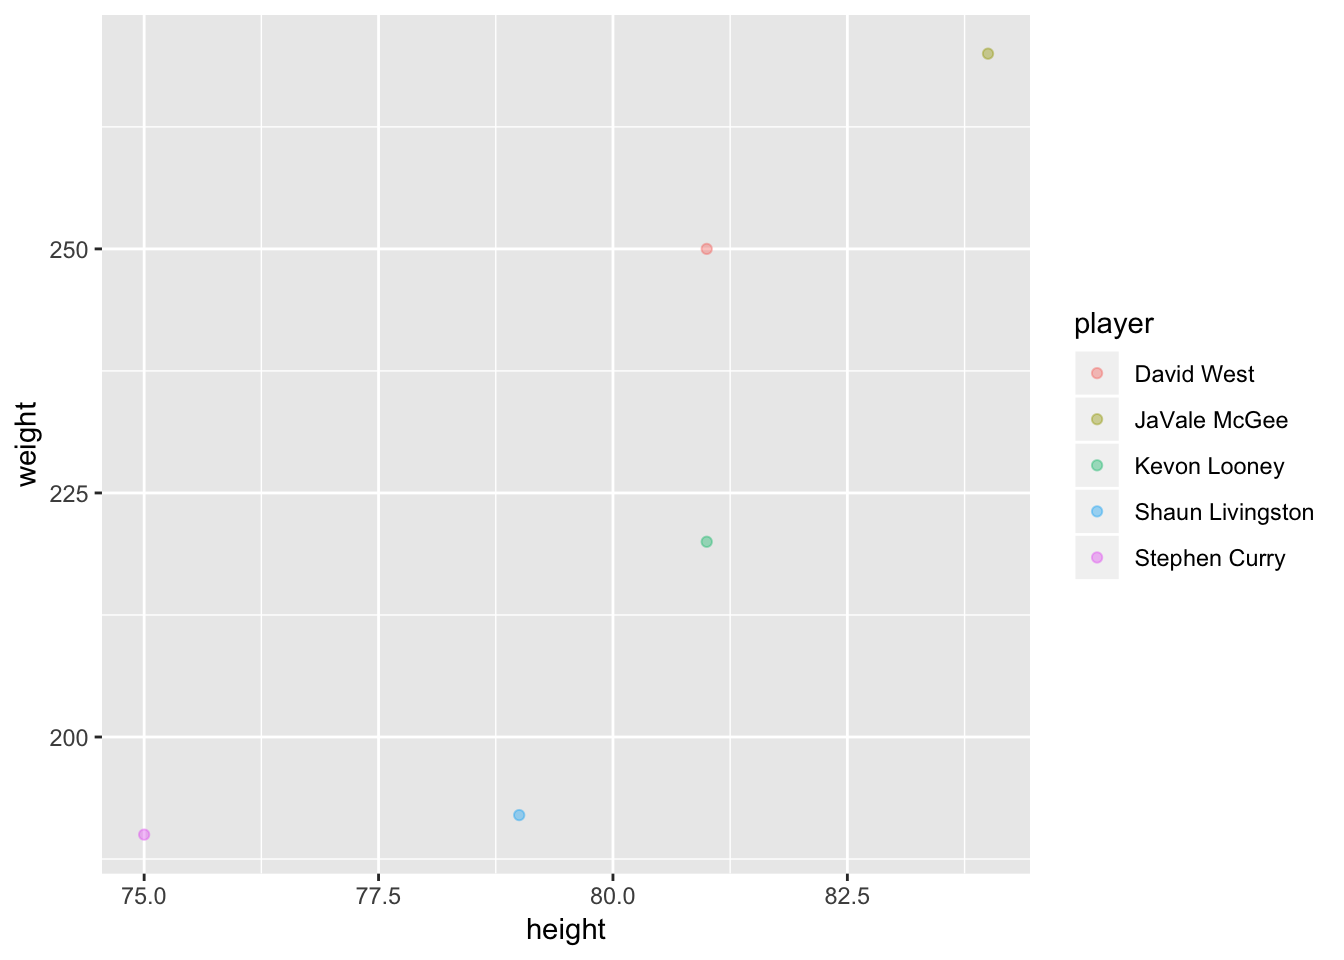 250
225
200
weight
75.0 77.5 80.0 82.5
height
player
David West
JaVale McGee
Kevon Looney
Shaun Livingston
Stephen Curry